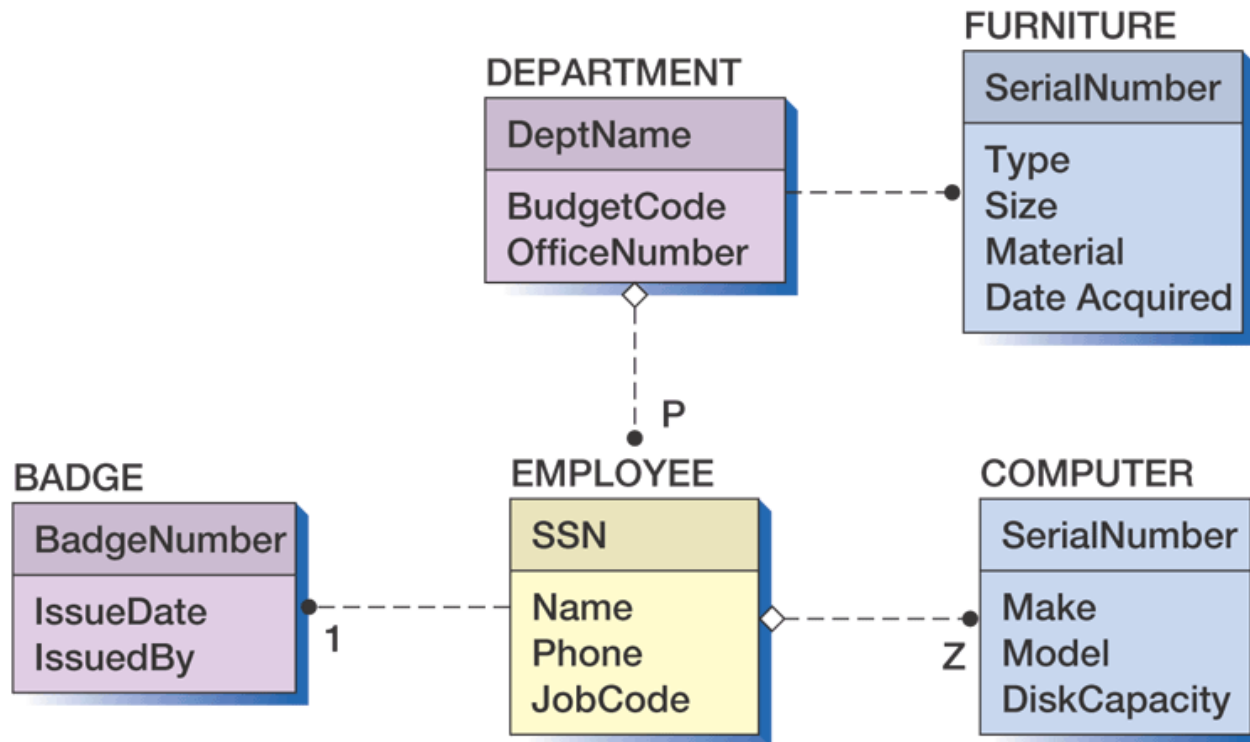 FURNITURE
SerialNumber
Type
Size
Material
Date Acquired
DEPARTMENT
DeptName
BudgetCode
OfficeNumber
P
BADGE
BadgeNumber
IssueDate
IssuedBy
1
EMPLOYEE
SSN
Name
Phone
JobCode
Z
COMPUTER
SerialNumber
Make
Model
DiskCapacity